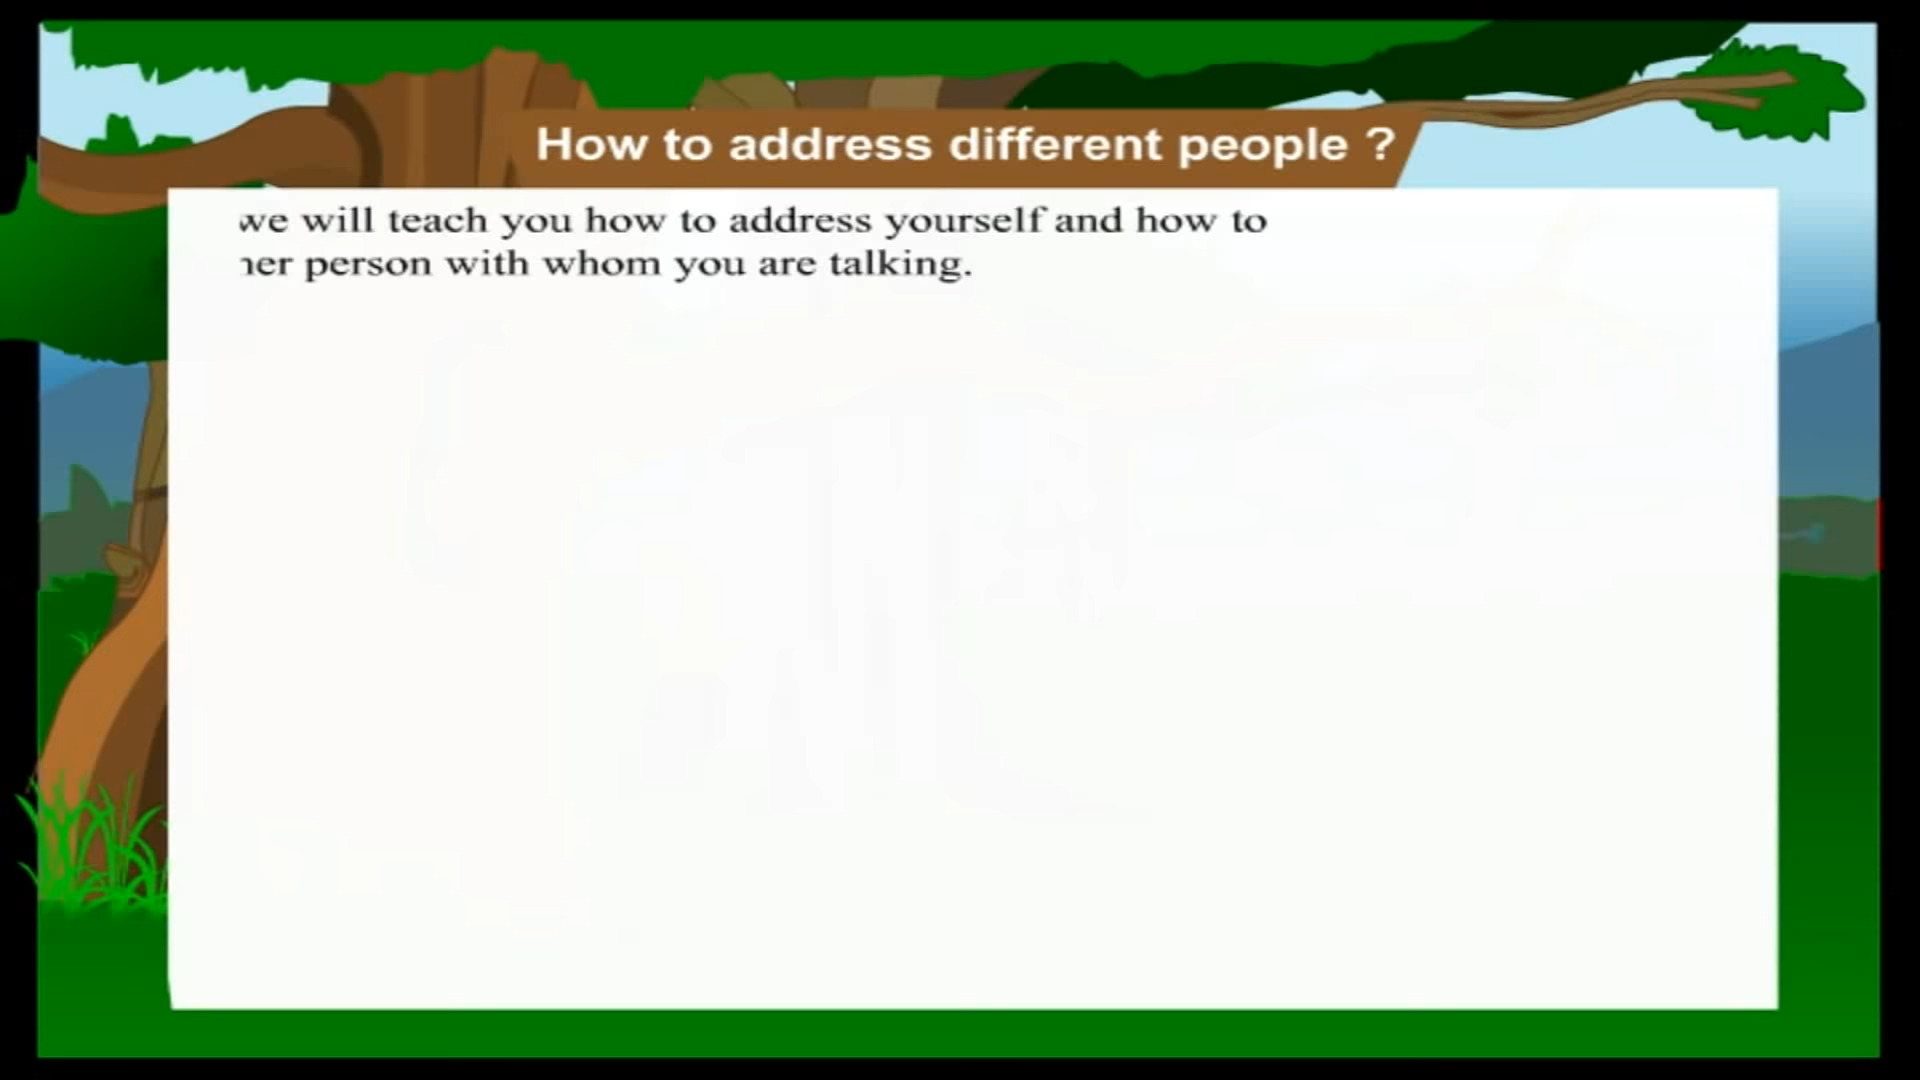 How to address different people ?
we will teach you how to address yourself and how to
person with whom you are talking.